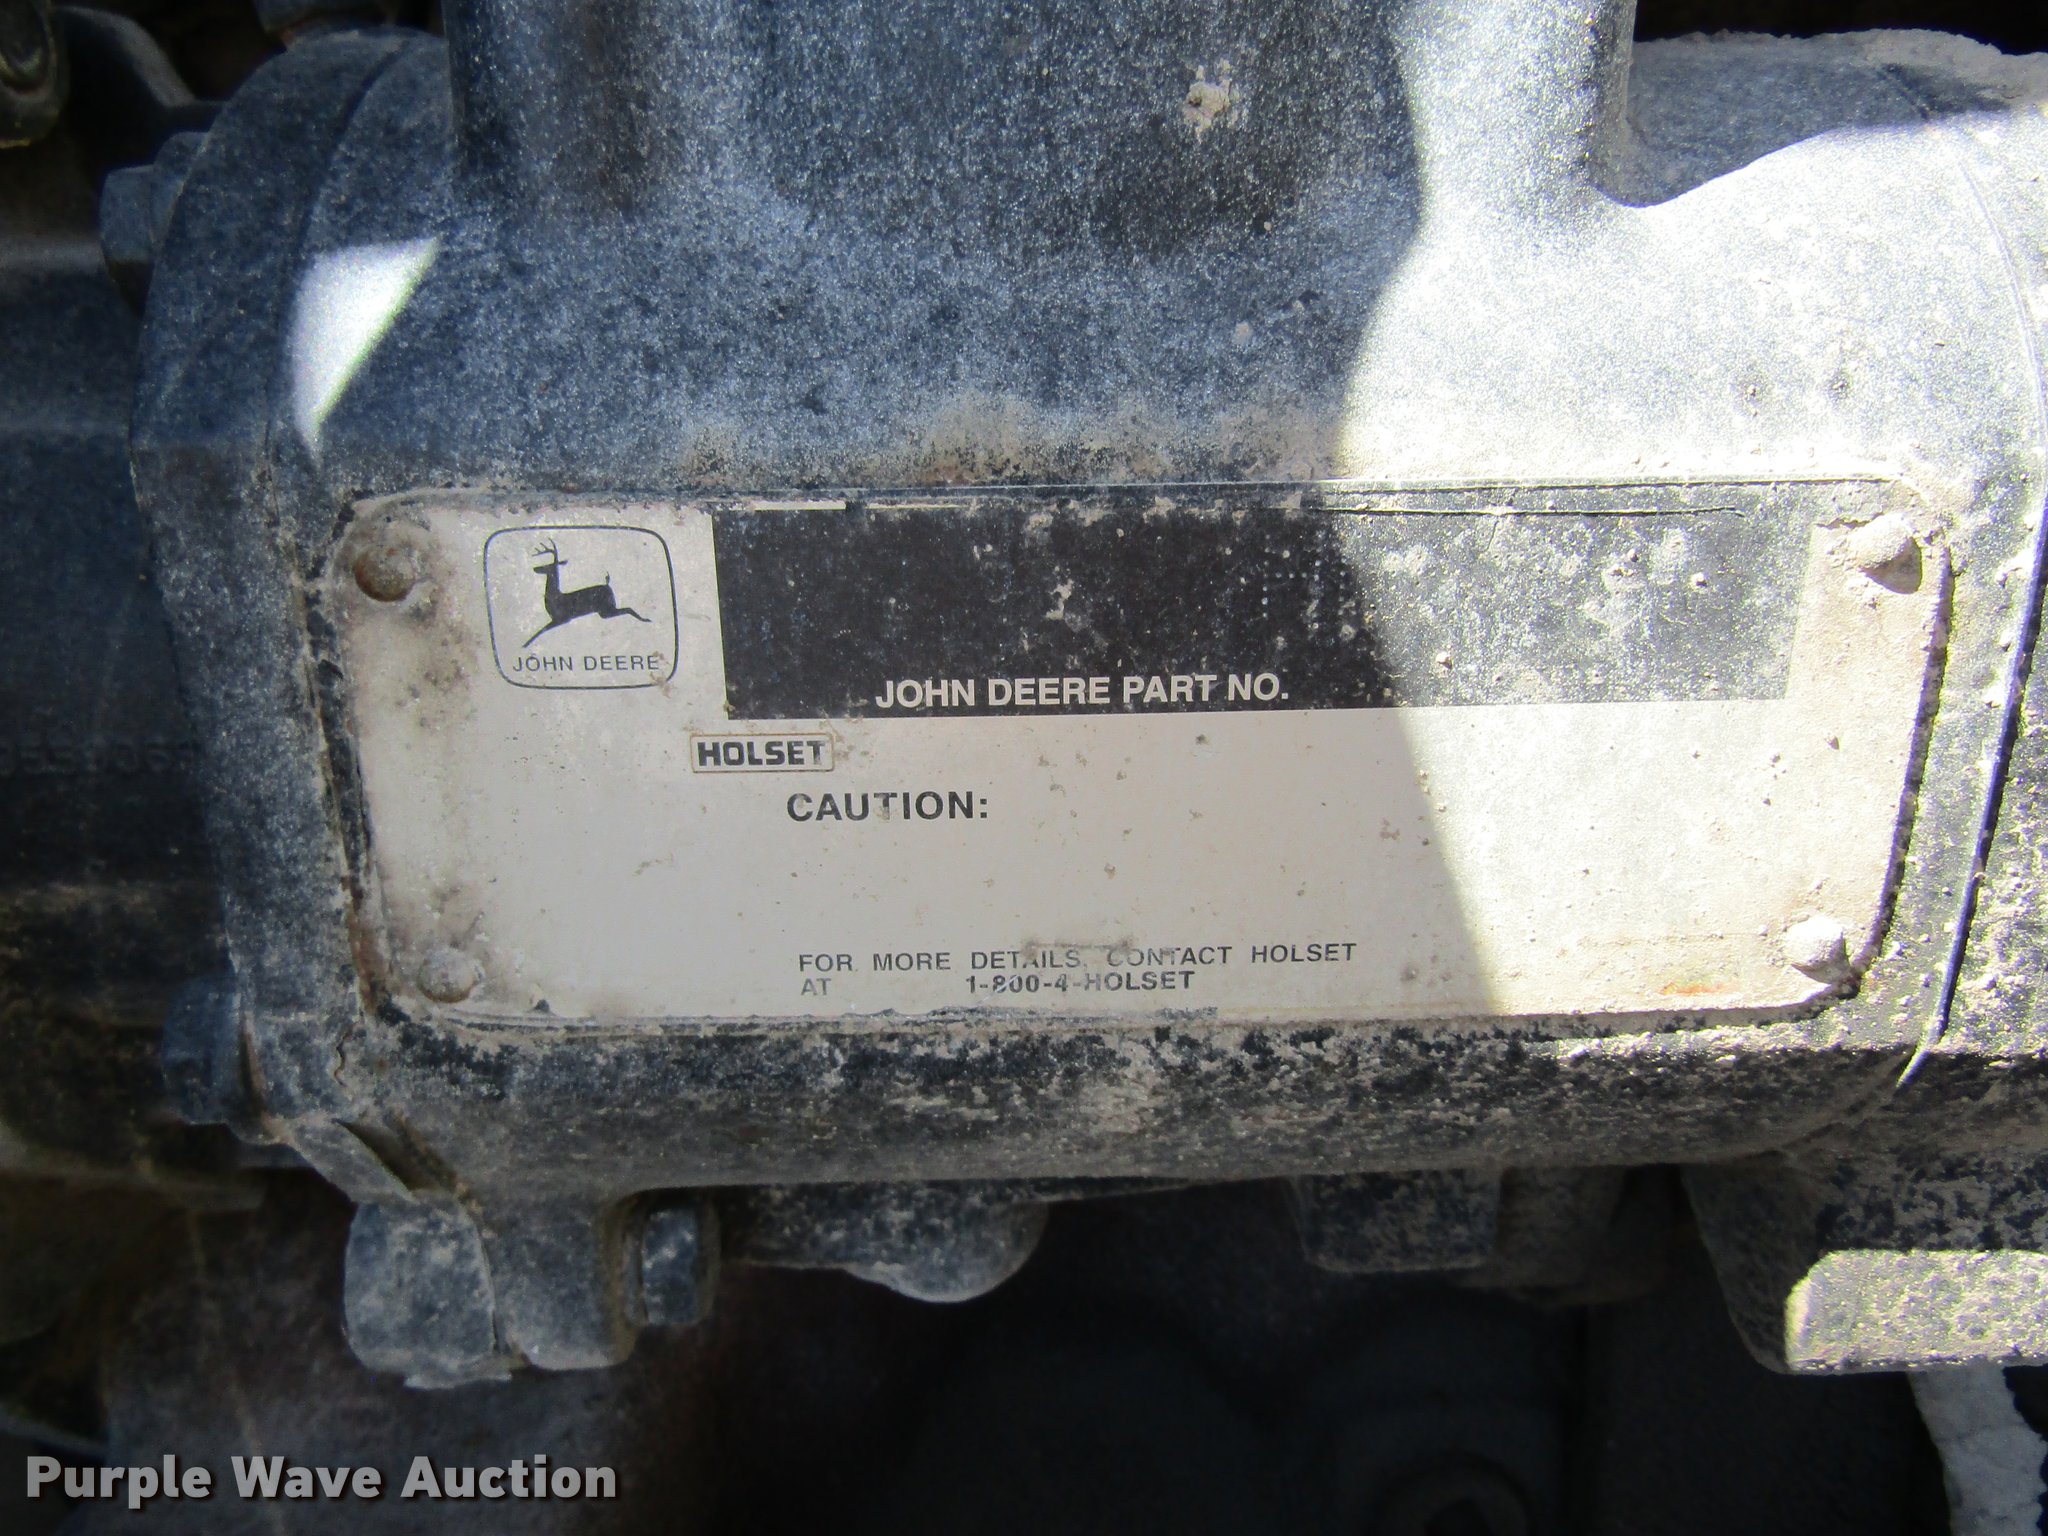 JOHN DEERE
JOHN DEERE PART NO.
HOLSET
CAUTION:
FOR MORE DETAILS, CONTACT HOLSET
AT 1-800-4-HOLSET
Purple Wave Auction